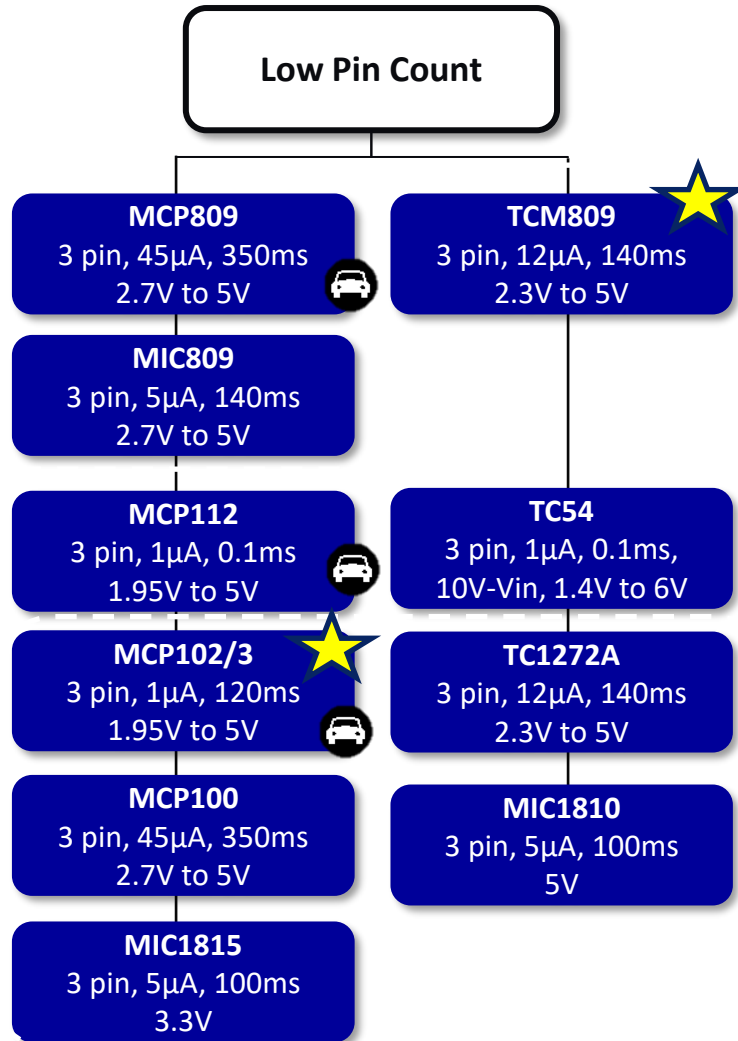 Low Pin Count
MCP809
3 pin, 45µA, 350ms
2.7V to 5V
MIC809
3 pin, 5µA, 140ms
2.7V to 5V
MCP112
3 pin, 1µA, 0.1ms
1.95V to 5V
MCP102/3
3 pin, 1µA, 120ms
1.95V to 5V
MCP100
3 pin, 45µA, 350ms
2.7V to 5V
MIC1815
3 pin, 5µA, 100ms
3.3V
TCM809
3 pin, 12µA, 140ms
2.3V to 5V
TC54
3 pin, 1µA, 0.1ms,
10V-Vin, 1.4V to 6V
TC1272A
3 pin, 12µA, 140ms
2.3V to 5V
MIC1810
3 pin, 5µA, 100ms
5V